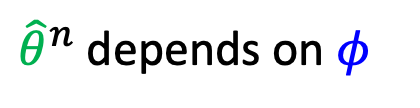 θ̂ⁿ depends on ϕ